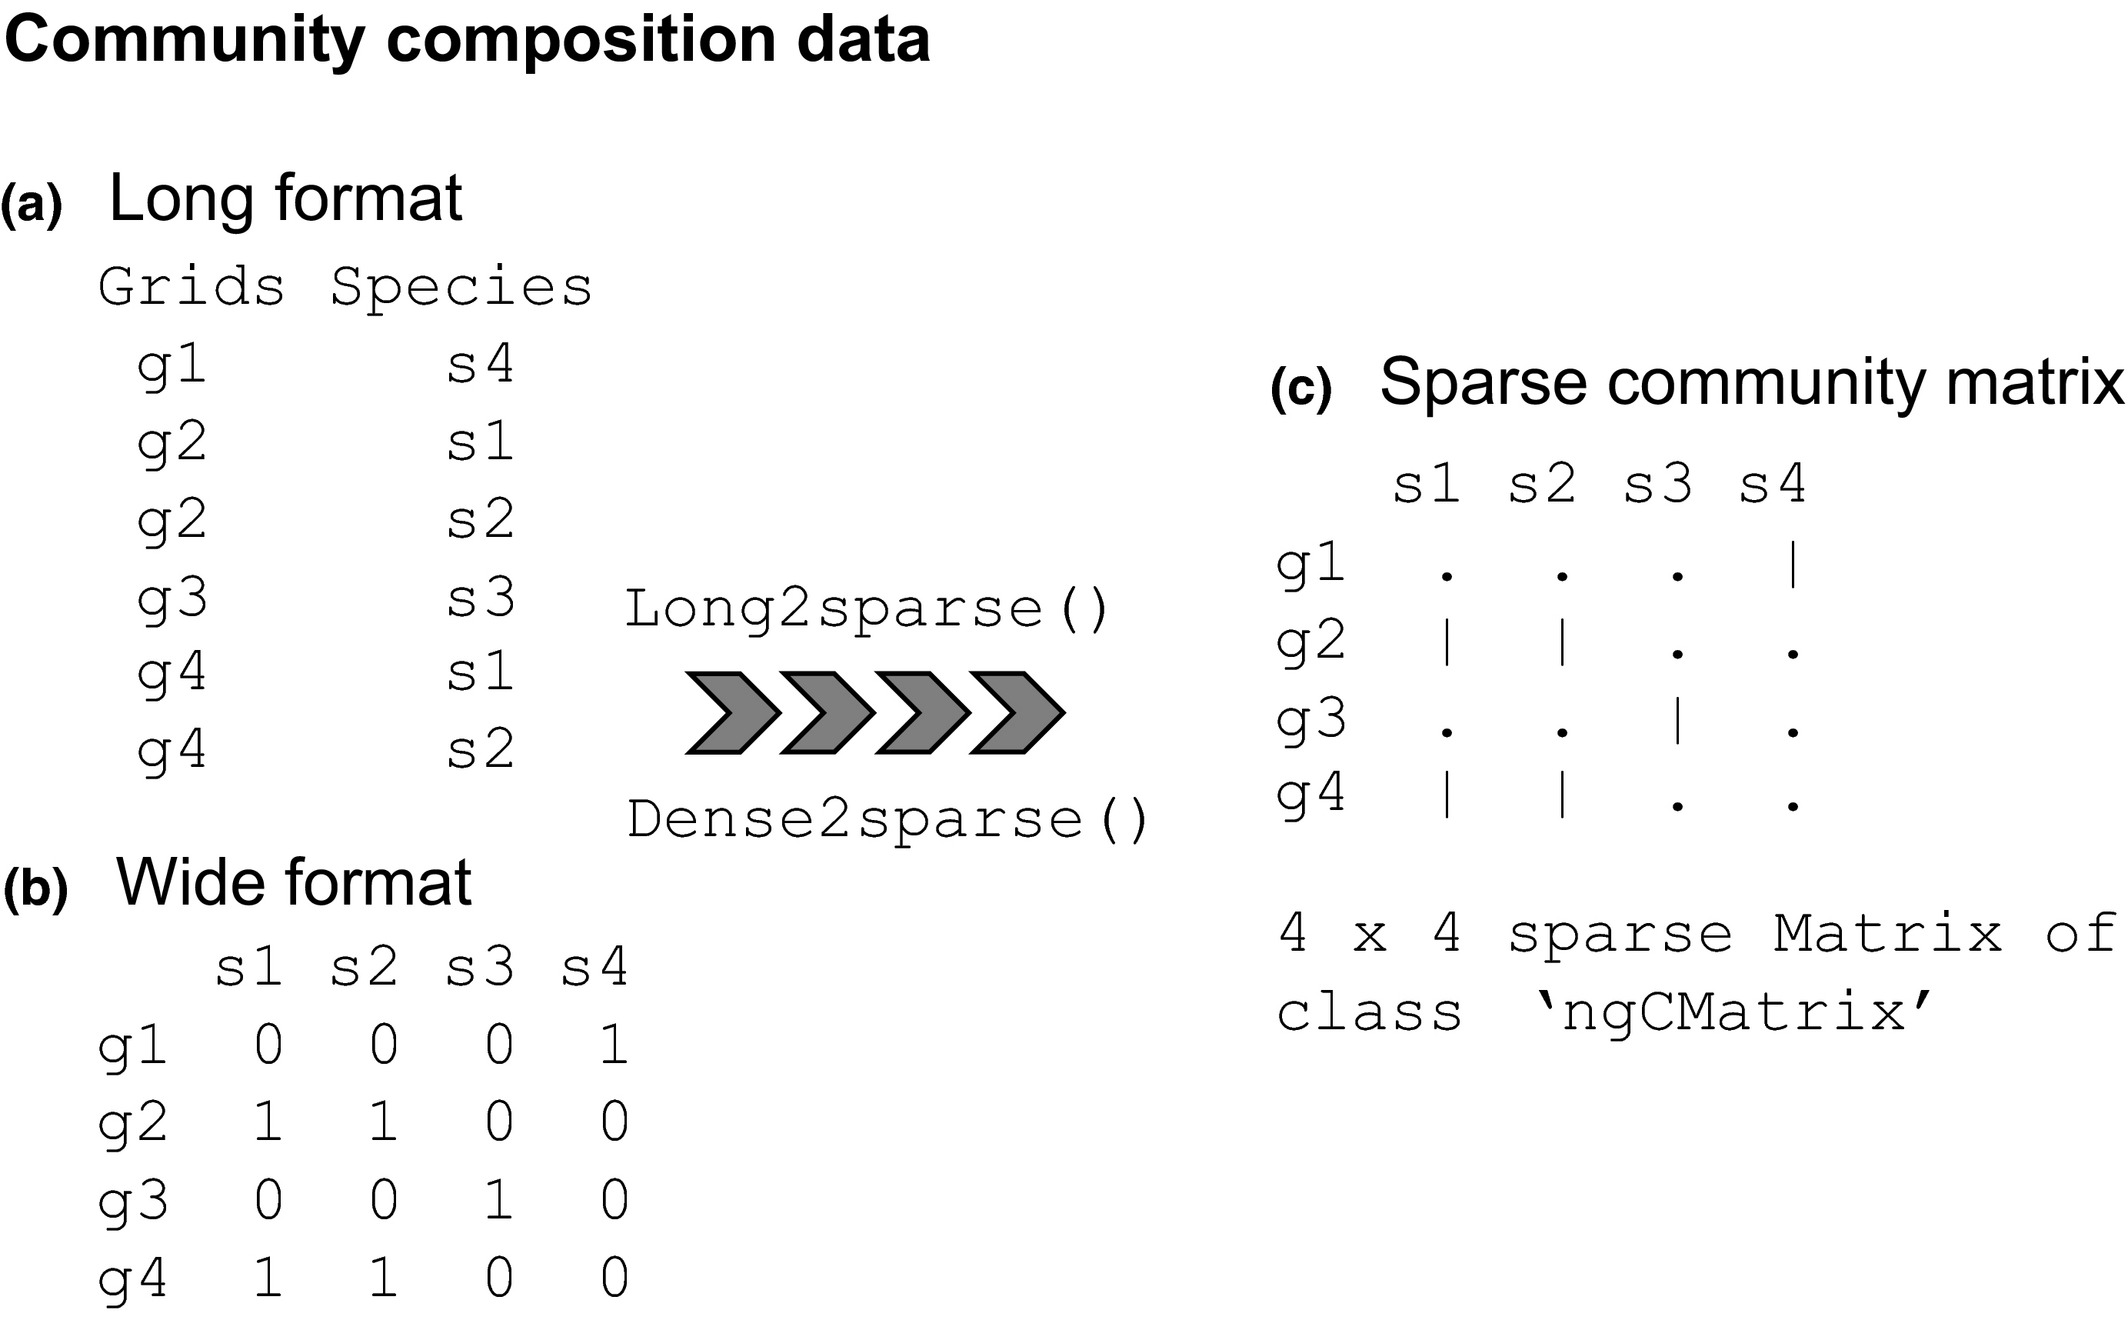 Community composition data
(a) Long format
Grids Species
g1 s4
g2 s1
g2 s2
g3 s3
g4 s1
g4 s2
Long2sparse()
Dense2sparse()
(b) Wide format
s1 s2 s3 s4
g1 0 0 0 1
g2 1 1 0 0
g3 0 0 1 0
g4 1 1 0 0
(c) Sparse community matrix
s1 s2 s3 s4
g1 . . . |
g2 | | . .
g3 . . | .
g4 | | . .
4 x 4 sparse Matrix of
class ‛ngCMatrix’